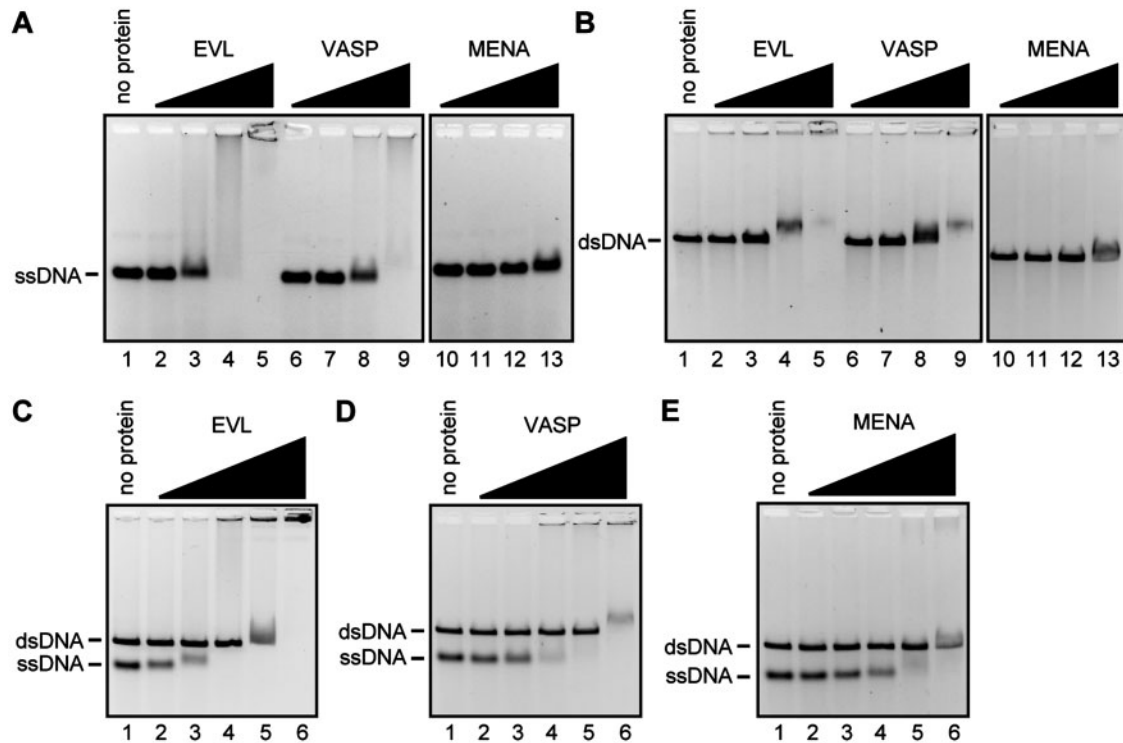 A
no protein
EVL VASP MENA
ssDNA
1 2 3 4 5 6 7 8 9 10 11 12 13
B
no protein
EVL VASP MENA
dsDNA
1 2 3 4 5 6 7 8 9 10 11 12 13
C
no protein
EVL
dsDNA
ssDNA
1 2 3 4 5 6
D
no protein
VASP
dsDNA
ssDNA
1 2 3 4 5 6
E
no protein
MENA
dsDNA
ssDNA
1 2 3 4 5 6